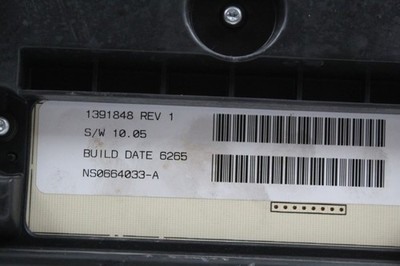 1391848 REV 1
S/W 10.05
BUILD DATE 6265
NS0664033-A